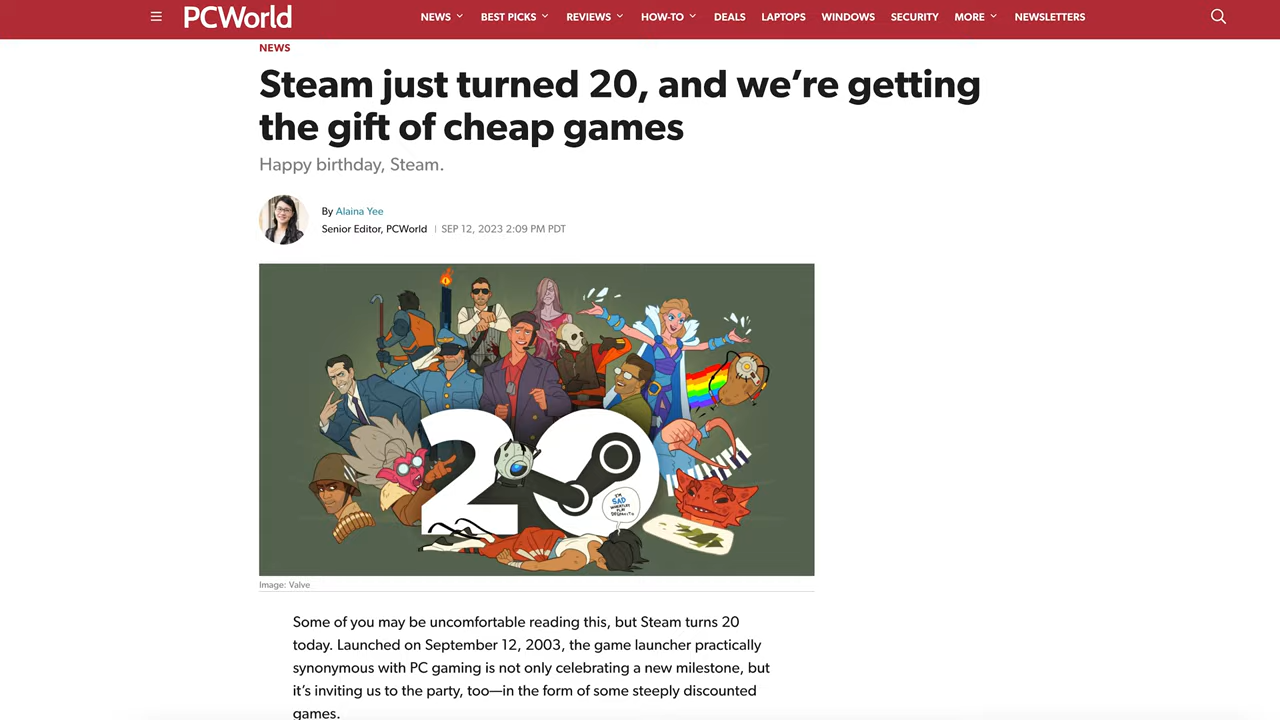 PCWorld
NEWS BEST PICKS REVIEWS HOW-TO DEALS LAPTOPS WINDOWS SECURITY MORE NEWSLETTERS
NEWS
Steam just turned 20, and we’re getting
the gift of cheap games
Happy birthday, Steam.
By Alaina Yee
Senior Editor, PCWorld | SEP 12, 2023 2:09 PM PDT
20
I'M
SAD
Image: Valve
Some of you may be uncomfortable reading this, but Steam turns 20
today. Launched on September 12, 2003, the game launcher practically
synonymous with PC gaming is not only celebrating a new milestone, but
it’s inviting us to the party, too—in the form of some steeply discounted
games.